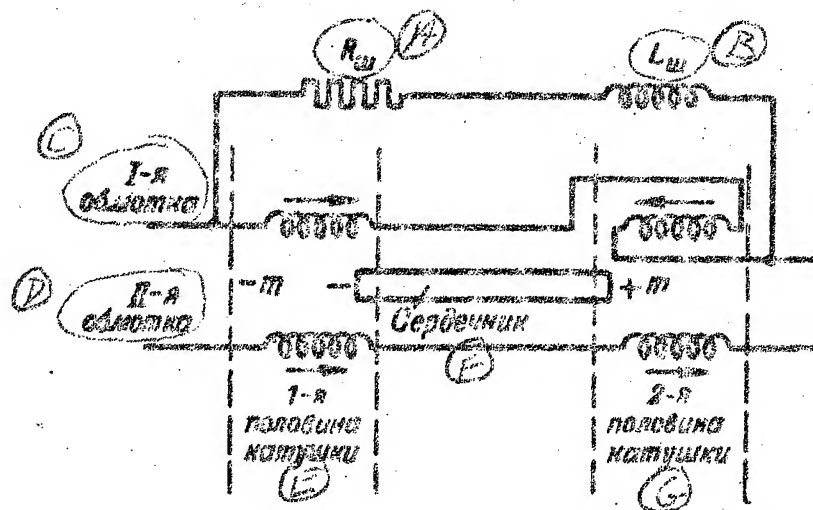 Rш A Lш B
C
I-я
обмотка
D
II-я
обмотка
- m - + m
Сердечник
F
1-я
половина
катушки
E
2-я
половина
катушки
G